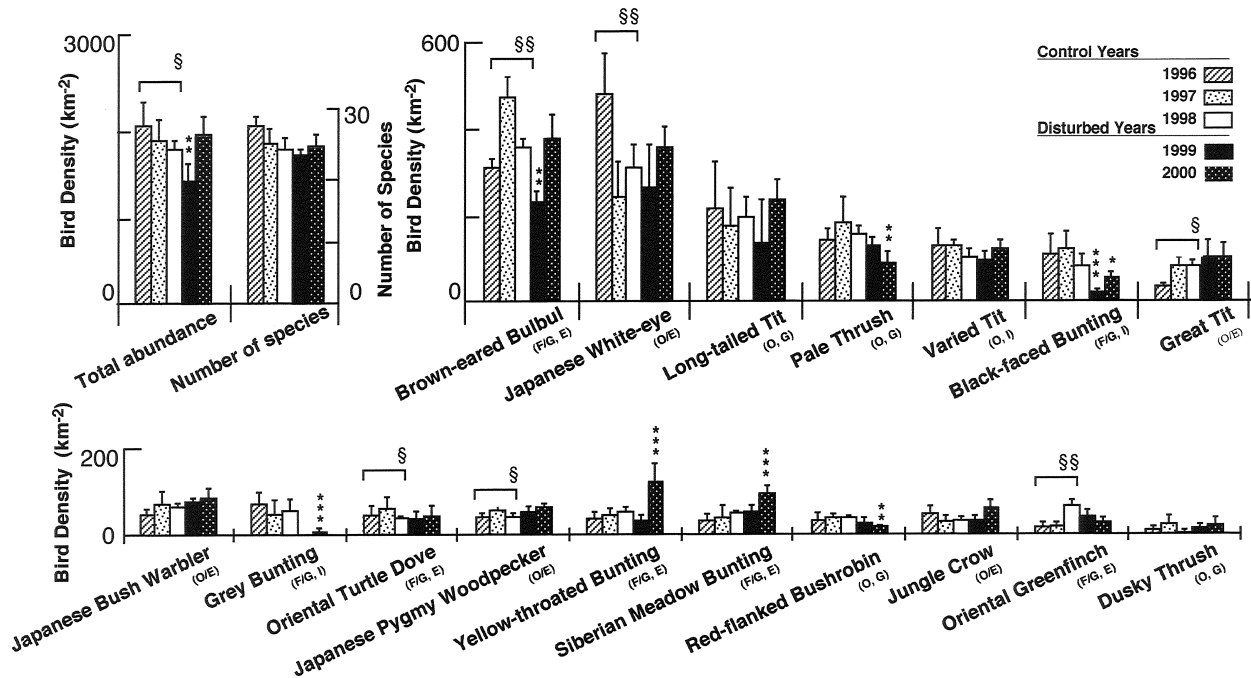 3000
0
Bird Density (km-2)
§
**
30
0
Number of Species
Total abundance
Number of species
600
0
Bird Density (km-2)
§§
**
§§
**
***
*
§
Brown-eared Bulbul
(F/G, E)
Japanese White-eye
(O/E)
Long-tailed Tit
(O, G)
Pale Thrush
(O, G)
Varied Tit
(O, I)
Black-faced Bunting
(F/G, I)
Great Tit
(O/E)
Control Years
1996
1997
1998
Disturbed Years
1999
2000
200
0
Bird Density (km-2)
***
§
§
***
***
**
§§
Japanese Bush Warbler
(O/E)
Grey Bunting
(F/G, I)
Oriental Turtle Dove
(F/G, E)
Japanese Pygmy Woodpecker
(O/E)
Yellow-throated Bunting
(F/G, E)
Siberian Meadow Bunting
(F/G, E)
Red-flanked Bushrobin
(O, G)
Jungle Crow
(O/E)
Oriental Greenfinch
(F/G, E)
Dusky Thrush
(O, G)